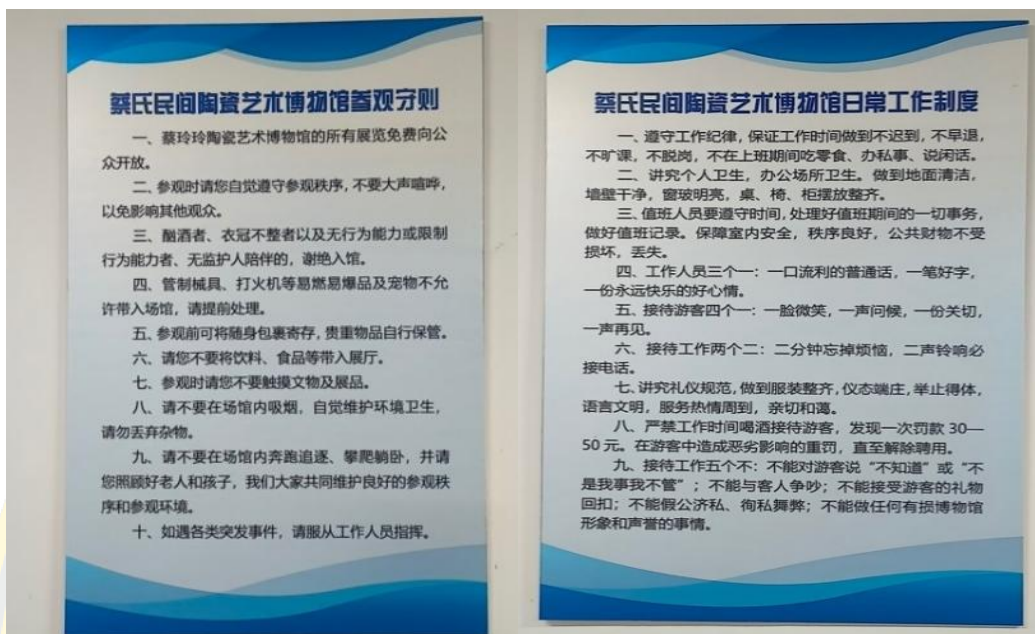 蔡氏民间陶瓷艺术博物馆参观守则
一、蔡玲玲陶瓷艺术博物馆的所有展览免费向公
众开放。
二、参观时请您自觉遵守参观秩序，不要大声喧哗，
以免影响其他观众。
三、酗酒者、衣冠不整者以及无行为能力或限制
行为能力者、无监护人陪伴的，谢绝入馆。
四、管制械具、打火机等易燃易爆品及宠物不允
许带入场馆，请提前处理。
五、参观前可将随身包裹寄存，贵重物品自行保管。
六、请您不要将饮料、食品等带入展厅。
七、参观时请您不要触摸文物及展品。
八、请不要在场馆内吸烟，自觉维护环境卫生，
请勿丢弃杂物。
九、请不要在场馆内奔跑追逐、攀爬躺卧，并请
您照顾好老人和孩子，我们大家共同维护良好的参观秩
序和参观环境。
十、如遇各类突发事件，请服从工作人员指挥。
蔡氏民间陶瓷艺术博物馆日常工作制度
一、遵守工作纪律，保证工作时间做到不迟到，不早退，
不旷课，不脱岗，不在上班期间吃零食、办私事、说闲话。
二、讲究个人卫生，办公场所卫生。做到地面清洁，
墙壁干净，窗玻明亮，桌、椅、柜摆放整齐。
三、值班人员要遵守时间，处理好值班期间的一切事务，
做好值班记录。保障室内安全，秩序良好，公共财物不受
损坏，丢失。
四、工作人员三个一：一口流利的普通话，一笔好字，
一份永远快乐的好心情。
五、接待游客四个一：一脸微笑，一声问候，一份关切，
一声再见。
六、接待工作两个二：二分钟忘掉烦恼，二声铃响必
接电话。
七、讲究礼仪规范，做到服装整齐，仪态端庄，举止得体，
语言文明，服务热情周到，亲切和蔼。
八、严禁工作时间喝酒接待游客，发现一次罚款 30—
50 元。在游客中造成恶劣影响的重罚，直至解除聘用。
九、接待工作五个不：不能对游客说“不知道”或“不
是我事我不管”；不能与客人争吵；不能接受游客的礼物
回扣；不能假公济私、徇私舞弊；不能做任何有损博物馆
形象和声誉的事情。